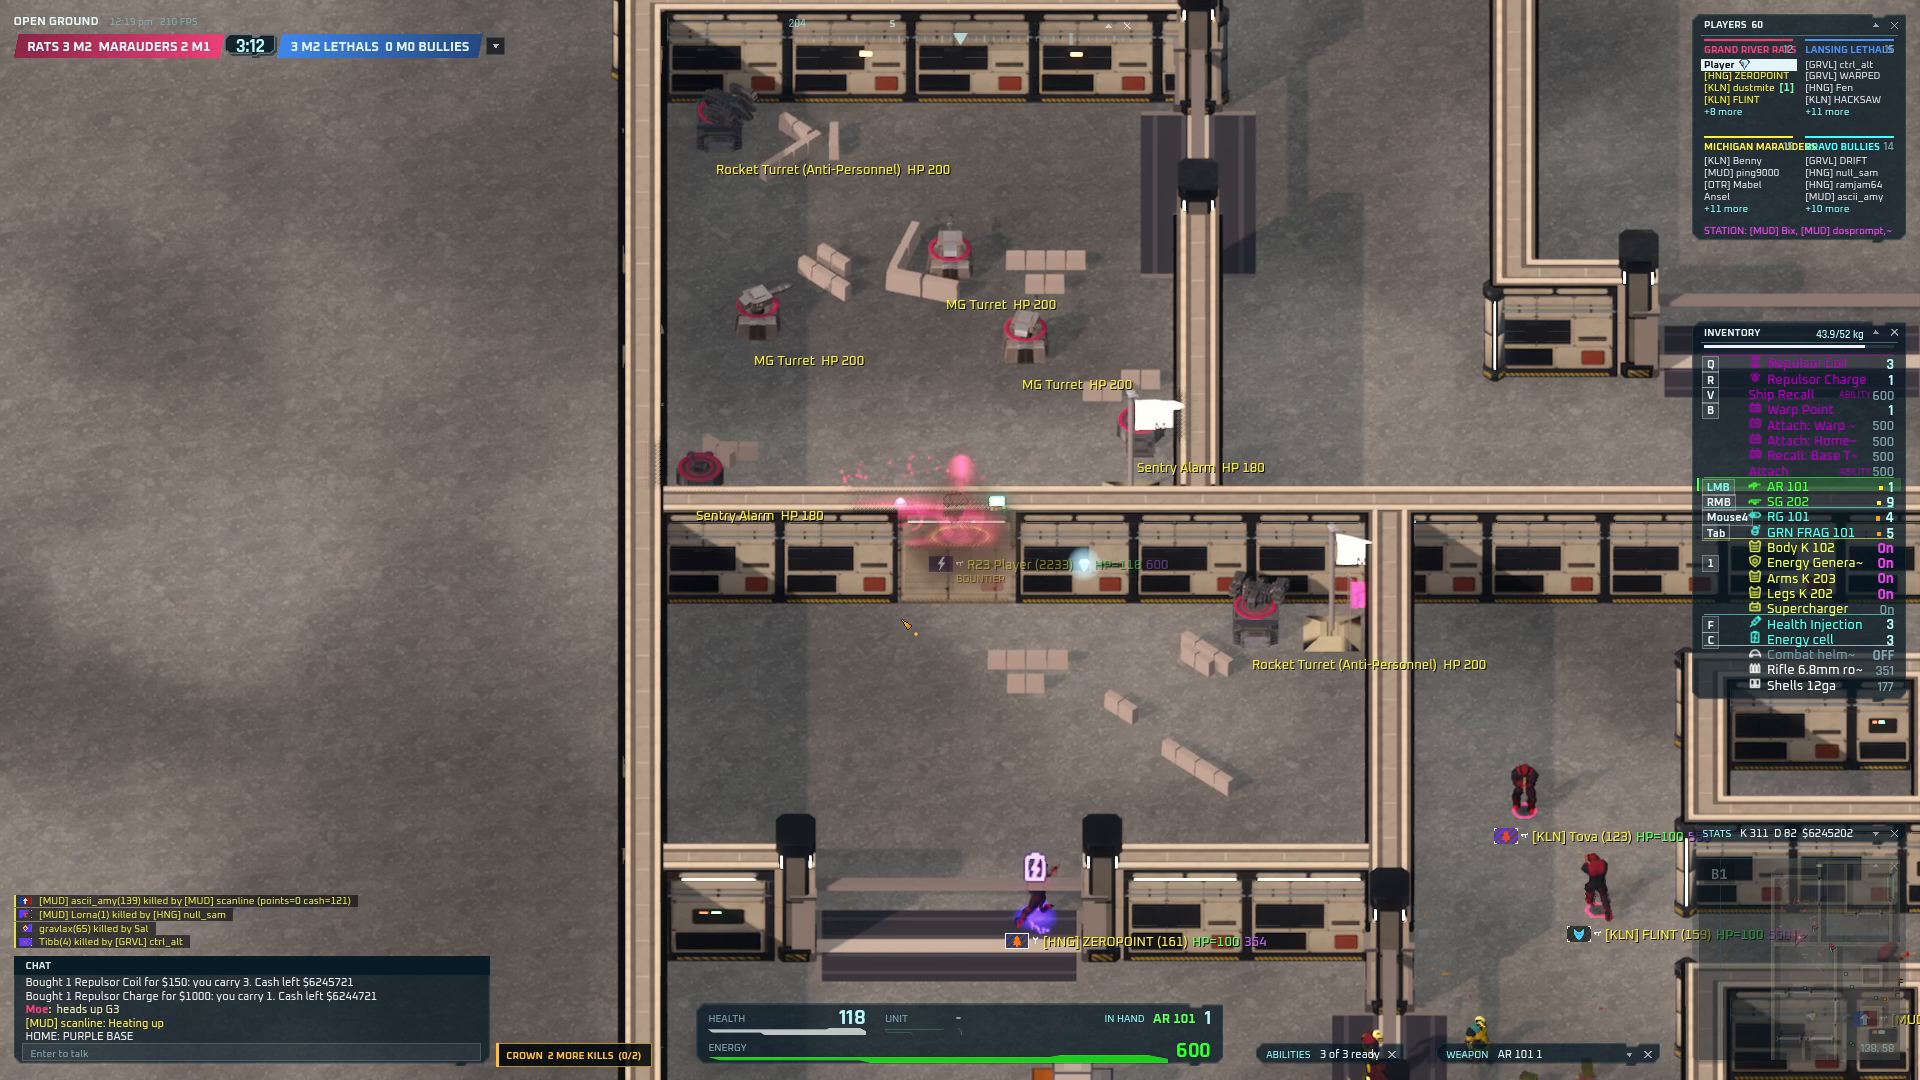 OPEN GROUND 12:19 pm 210 FPS
RATS 3 M2 MARAUDERS 2 M1
3:12
3 M2 LETHALS 0 M0 BULLIES
204 S
PLAYERS 60
GRAND RIVER RATS 12
Player
[HNG] ZEROPOINT
[KLN] dustmite [1]
[KLN] FLINT
+8 more
LANSING LETHALS
[GRVL] ctrl_alt
[GRVL] WARPED
[HNG] Fen
[KLN] HACKSAW
+11 more
MICHIGAN MARAUDERS
[KLN] Benny
[MUD] ping9000
[OTR] Mabel
Ansel
+11 more
BRAVO BULLIES 14
[GRVL] DRIFT
[HNG] null_sam
[HNG] ramjam64
[MUD] ascii_amy
+10 more
STATION: [MUD] Bix, [MUD] dosprompt,~
Rocket Turret (Anti-Personnel) HP 200
MG Turret HP 200
MG Turret HP 200
MG Turret HP 200
Sentry Alarm HP 180
Sentry Alarm HP 180
R23 Player (2233) HP=118 600
BOUNTIER
Rocket Turret (Anti-Personnel) HP 200
INVENTORY 43.9/52 kg
Q Repulsor Coil 3
R Repulsor Charge 1
V Ship Recall ABILITY 600
B Warp Point 1
Attach: Warp ~ 500
Attach: Home~ 500
Recall: Base T~ 500
Attach ABILITY 500
LMB AR 101 1
RMB SG 202 9
Mouse4 RG 101 4
Tab GRN FRAG 101 5
Body K 102 On
1 Energy Genera~ On
Arms K 203 On
Legs K 202 On
Supercharger On
F Health Injection 3
C Energy cell 3
Combat helm~ OFF
Rifle 6.8mm ro~ 351
Shells 12ga 177
[KLN] Tova (123) HP=100
STATS K 311 D 82 $6245202
B1
[KLN] FLINT (159) HP=100
[HNG] ZEROPOINT (161) HP=100 354
138, 58
[MUD] ascii_amy(139) killed by [MUD] scanline (points=0 cash=121)
[MUD] Lorna(1) killed by [HNG] null_sam
gravlax(65) killed by Sal
Tibb(4) killed by [GRVL] ctrl_alt
CHAT
Bought 1 Repulsor Coil for $150: you carry 3. Cash left $6245721
Bought 1 Repulsor Charge for $1000: you carry 1. Cash left $6244721
Moe: heads up G3
[MUD] scanline: Heating up
HOME: PURPLE BASE
Enter to talk
CROWN 2 MORE KILLS (0/2)
HEALTH 118 UNIT - IN HAND AR 101 1
ENERGY 600
ABILITIES 3 of 3 ready
WEAPON AR 101 1